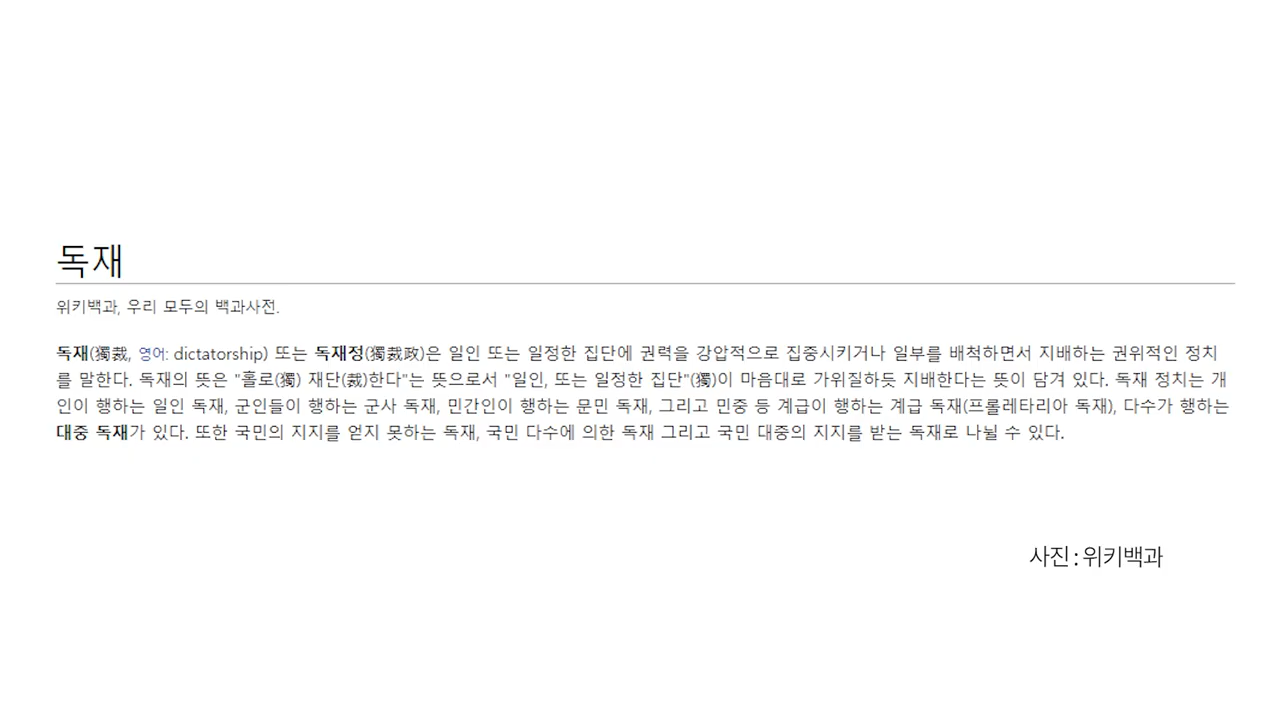 독재
위키백과, 우리 모두의 백과사전.
독재(獨裁, 영어: dictatorship) 또는 독재정(獨裁政)은 일인 또는 일정한 집단에 권력을 강압적으로 집중시키거나 일부를 배척하면서 지배하는 권위적인 정치
를 말한다. 독재의 뜻은 "홀로(獨) 재단(裁)한다"는 뜻으로서 "일인, 또는 일정한 집단"(獨)이 마음대로 가위질하듯 지배한다는 뜻이 담겨 있다. 독재 정치는 개
인이 행하는 일인 독재, 군인들이 행하는 군사 독재, 민간인이 행하는 문민 독재, 그리고 민중 등 계급이 행하는 계급 독재(프롤레타리아 독재), 다수가 행하는
대중 독재가 있다. 또한 국민의 지지를 얻지 못하는 독재, 국민 다수에 의한 독재 그리고 국민 대중의 지지를 받는 독재로 나뉠 수 있다.
사진 : 위키백과